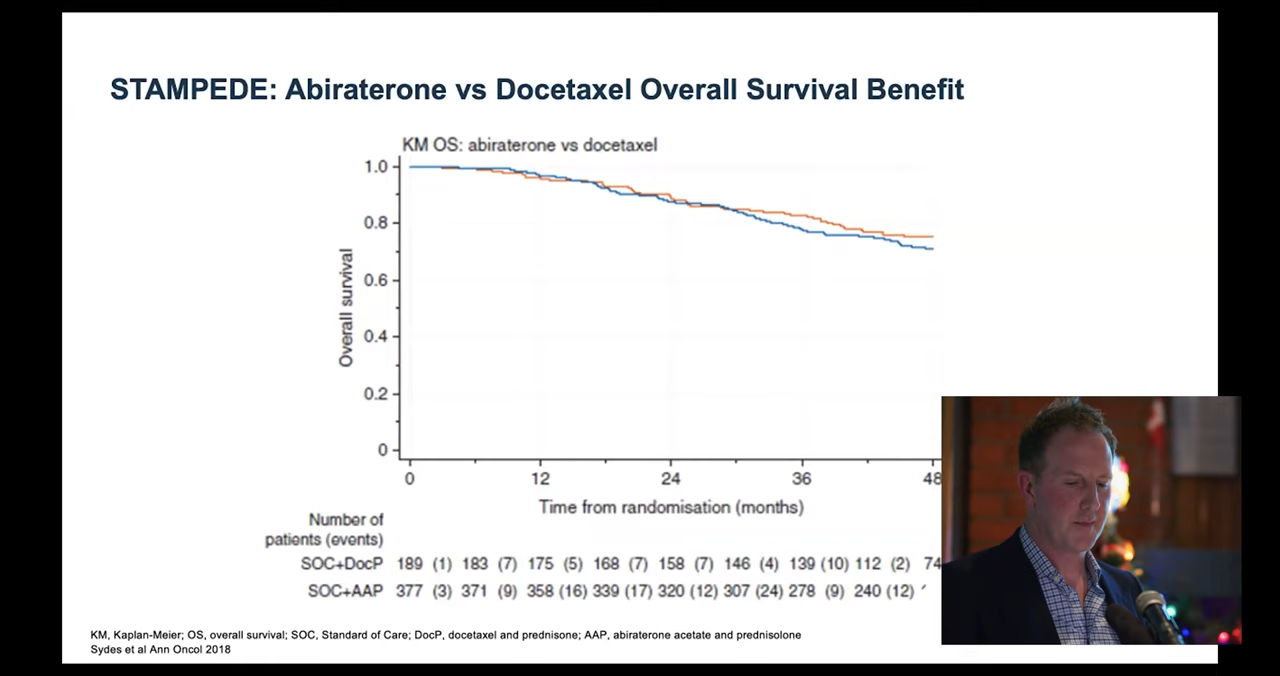 STAMPEDE: Abiraterone vs Docetaxel Overall Survival Benefit
KM OS: abiraterone vs docetaxel
Overall survival
1.0
0.8
0.6
0.4
0.2
0
0 12 24 36 48
Time from randomisation (months)
Number of
patients (events)
SOC+DocP 189 (1) 183 (7) 175 (5) 168 (7) 158 (7) 146 (4) 139 (10) 112 (2) 74
SOC+AAP 377 (3) 371 (9) 358 (16) 339 (17) 320 (12) 307 (24) 278 (9) 240 (12)
KM, Kaplan-Meier; OS, overall survival; SOC, Standard of Care; DocP, docetaxel and prednisone; AAP, abiraterone acetate and prednisolone
Sydes et al Ann Oncol 2018